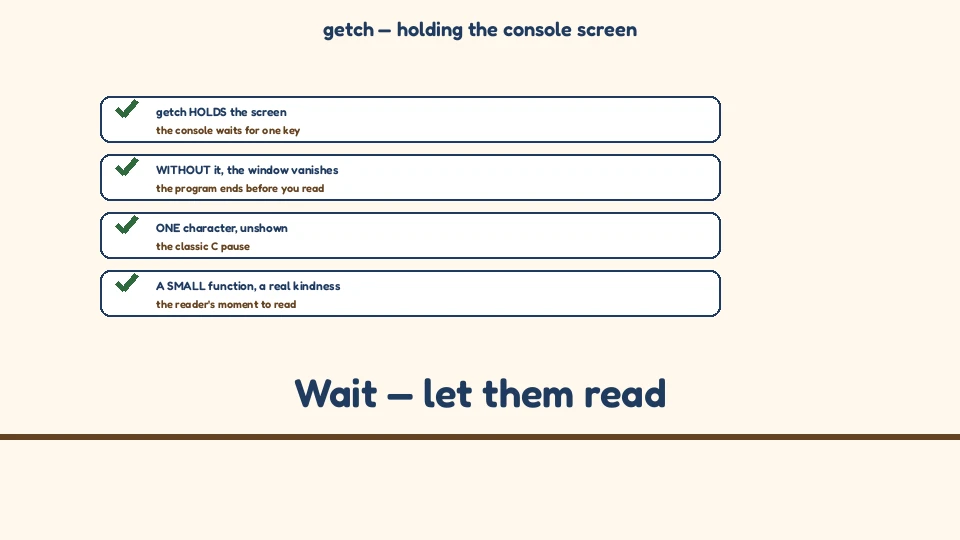 getch — holding the console screen
getch HOLDS the screen
the console waits for one key
WITHOUT it, the window vanishes
the program ends before you read
ONE character, unshown
the classic C pause
A SMALL function, a real kindness
the reader's moment to read
Wait — let them read